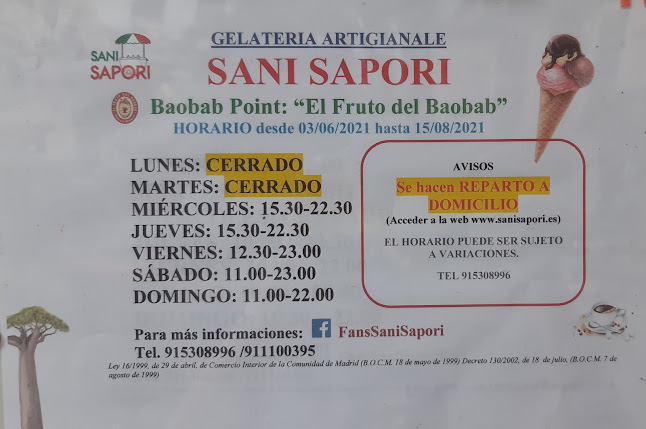 GELATERIA ARTIGIANALE
SANI
SAPORI
SANI SAPORI
Baobab Point: “El Fruto del Baobab”
HORARIO desde 03/06/2021 hasta 15/08/2021
LUNES: CERRADO
MARTES: CERRADO
MIÉRCOLES: 15.30-22.30
JUEVES: 15.30-22.30
VIERNES: 12.30-23.00
SÁBADO: 11.00-23.00
DOMINGO: 11.00-22.00
AVISOS
Se hacen REPARTO A
DOMICILIO
(Acceder a la web www.sanisapori.es)
EL HORARIO PUEDE SER SUJETO
A VARIACIONES.
TEL 915308996
Para más informaciones: f FansSaniSapori
Tel. 915308996 /911100395
Ley 16/1999, de 29 de abril, de Comercio Interior de la Comunidad de Madrid (B.O.C.M. 18 de mayo de 1999) Decreto 130/2002, de 18 de julio, (B.O.C.M. 7 de
agosto de 1999)